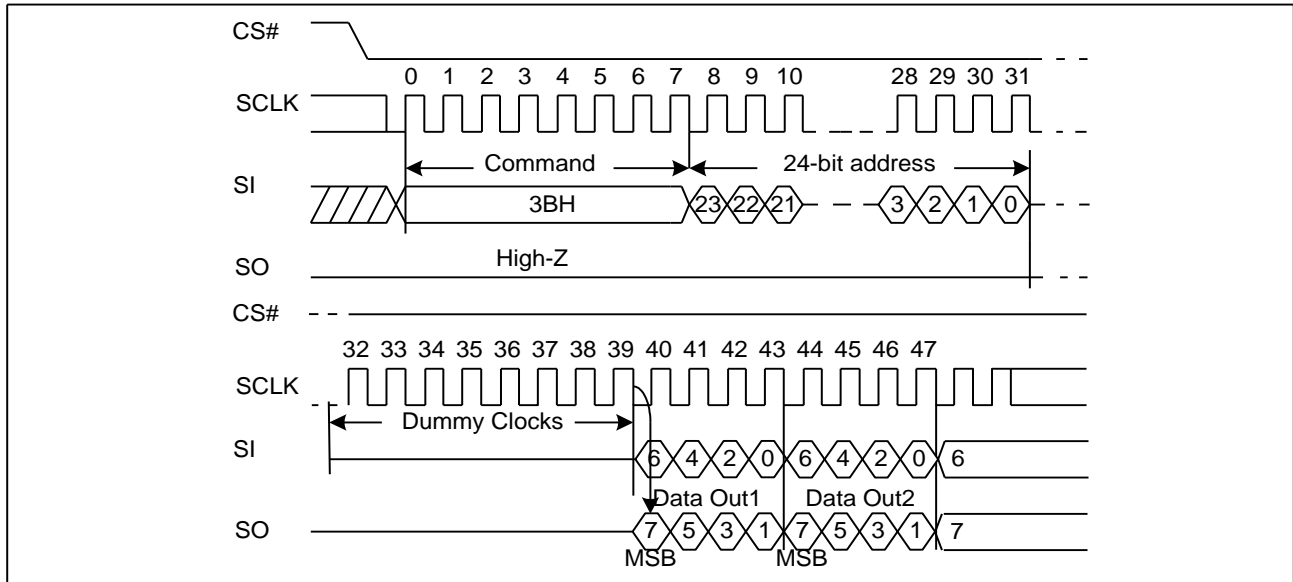 CS#
0 1 2 3 4 5 6 7 8 9 10 28 29 30 31
SCLK
Command 24-bit address
SI
3BH 23 22 21 3 2 1 0
High-Z
SO
CS#
32 33 34 35 36 37 38 39 40 41 42 43 44 45 46 47
SCLK
Dummy Clocks
SI
6 4 2 0 6 4 2 0 6
Data Out1 Data Out2
SO
7 5 3 1 7 5 3 1 7
MSB MSB